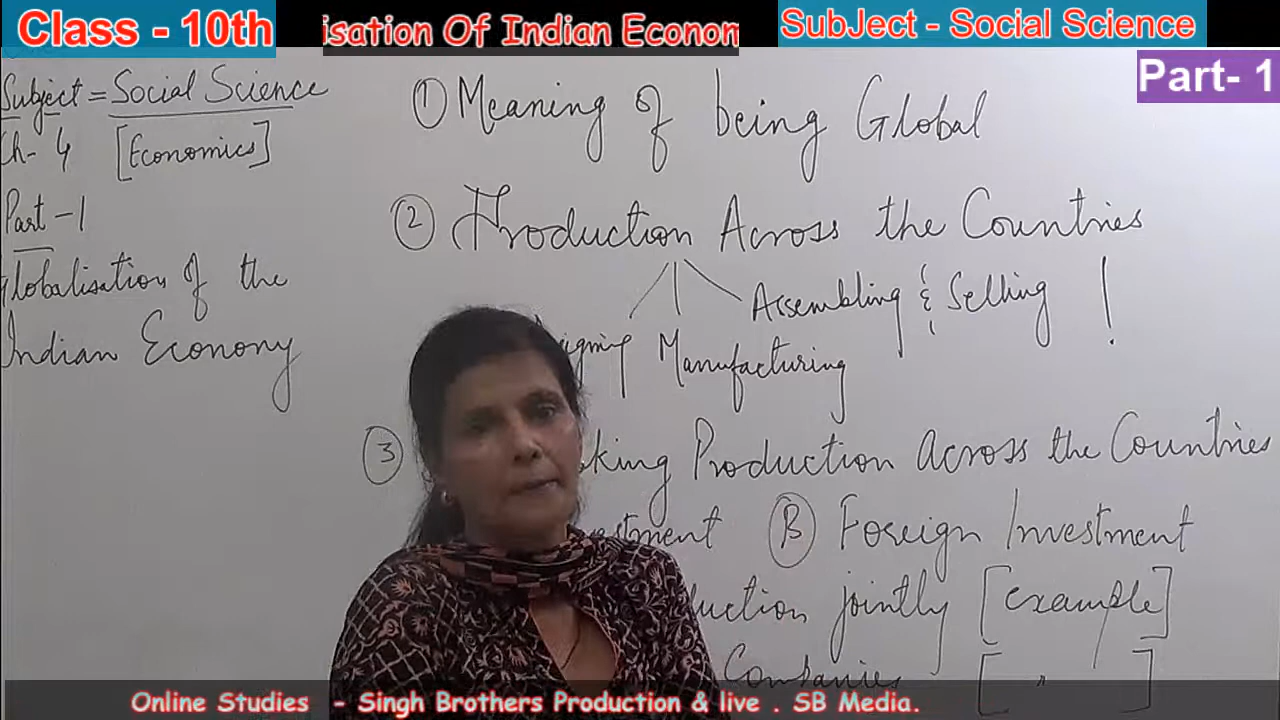 Class - 10th
isation Of Indian Econom
SubJect - Social Science
Part- 1
Subject = Social Science
Ch- 4 [Economics]
Part -1
Globalisation of the
Indian Economy
① Meaning of being Global
② Production Across the Countries
Assembling & Selling
Manufacturing
③ Production Across the Countries
Ⓑ Foreign Investment
jointly [example]
Companies [ " ]
Online Studies - Singh Brothers Production & live . SB Media.